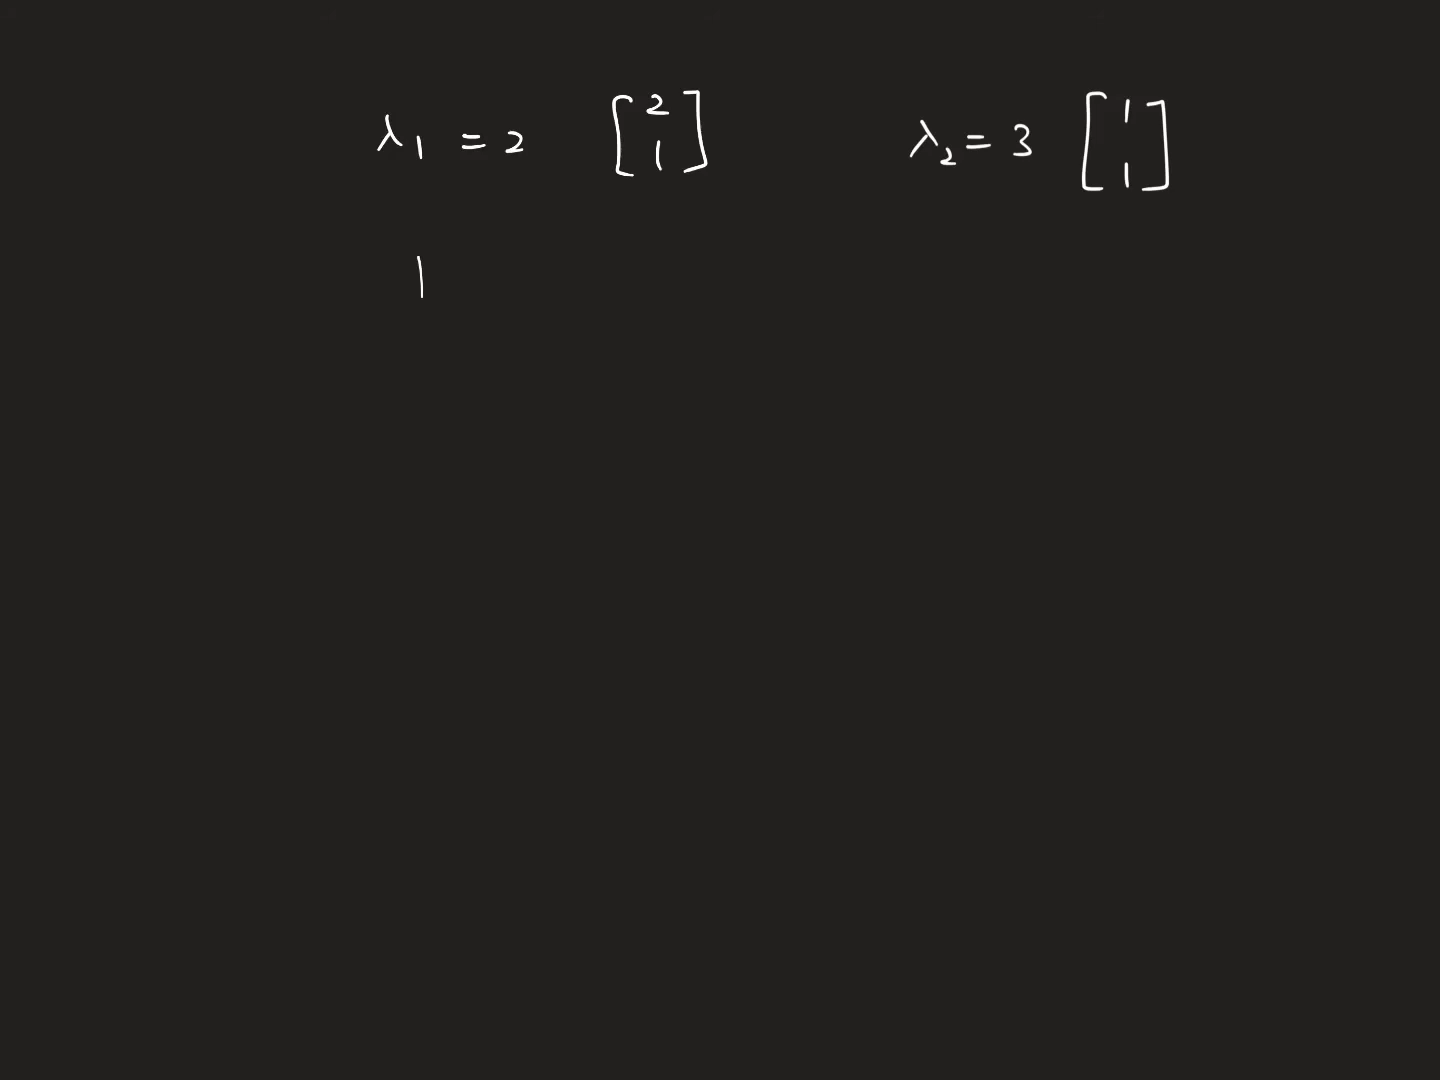 λ₁ = 2 [2 1] λ₂ = 3 [1 1]
1